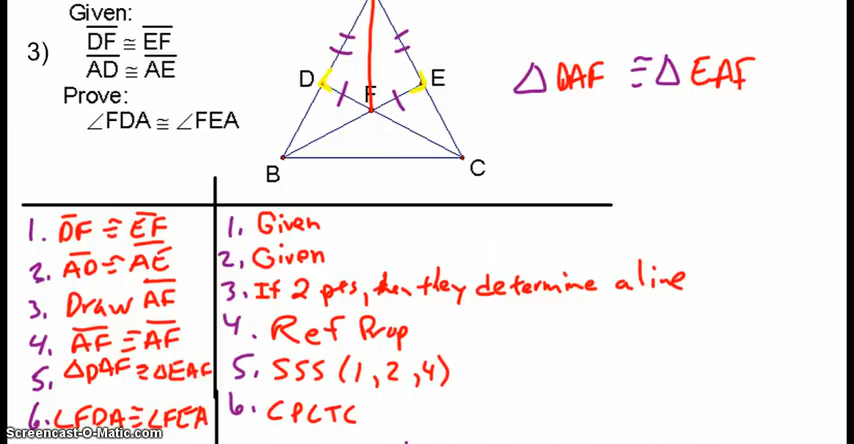 Given:
3) DF ≅ EF
AD ≅ AE
Prove:
∠FDA ≅ ∠FEA
D
E
F
B
C
△ DAF ≅ △ EAF
1. DF ≅ EF 1. Given
2. AD ≅ AE 2. Given
3. Draw AF 3. If 2 pts, then they determine a line
4. AF ≅ AF 4. Ref Prop
5. △DAF ≅ △EAF 5. SSS (1, 2, 4)
6. ∠FDA ≅ ∠FEA 6. CPCTC
Screencast-O-Matic.com